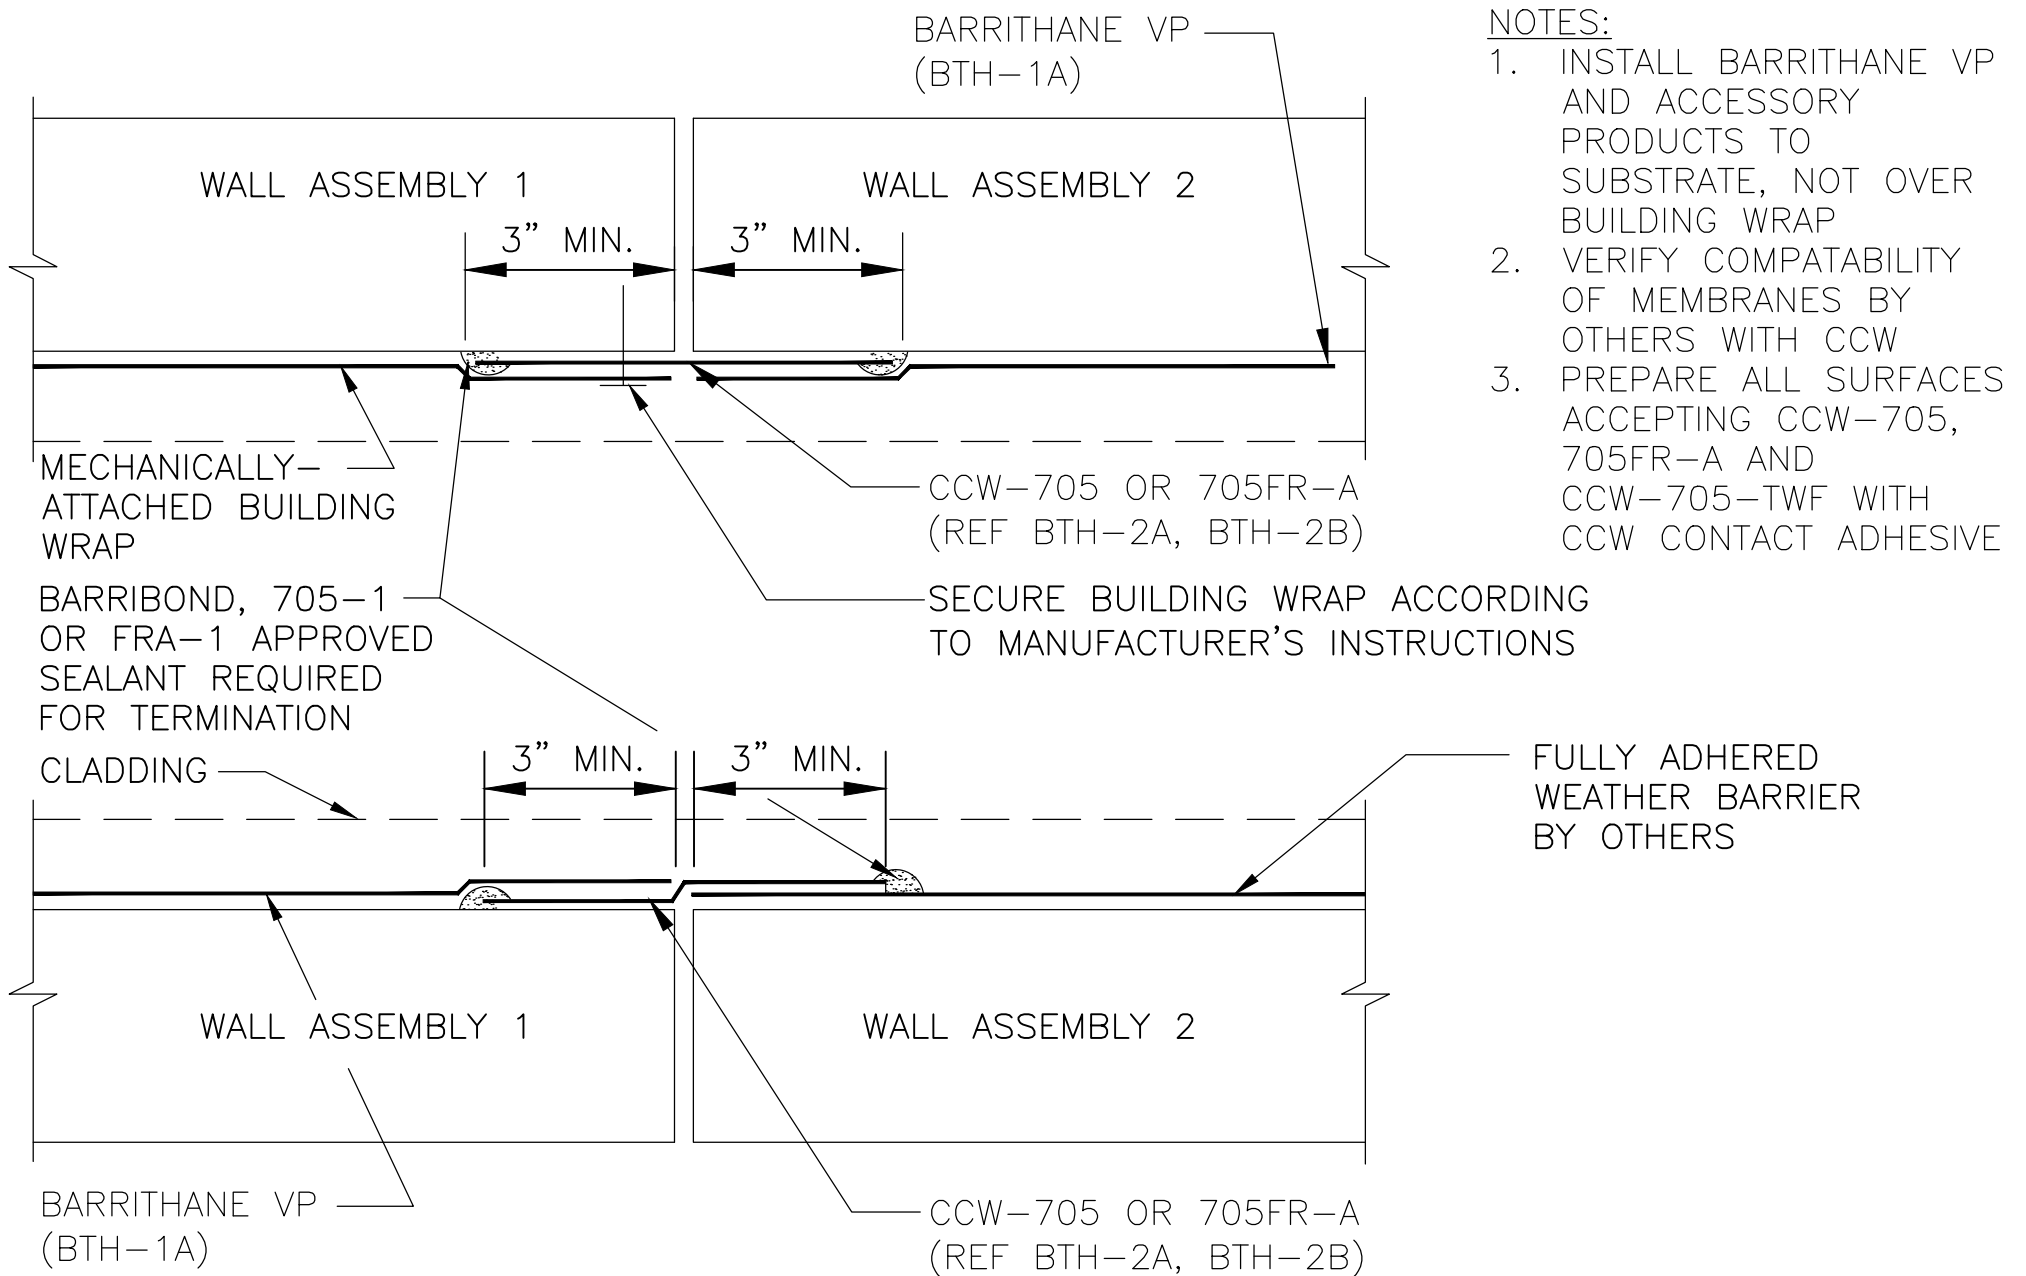 BARRITHANE VP
(BTH-1A)
NOTES:
1. INSTALL BARRITHANE VP
AND ACCESSORY
PRODUCTS TO
SUBSTRATE, NOT OVER
BUILDING WRAP
2. VERIFY COMPATABILITY
OF MEMBRANES BY
OTHERS WITH CCW
3. PREPARE ALL SURFACES
ACCEPTING CCW-705,
705FR-A AND
CCW-705-TWF WITH
CCW CONTACT ADHESIVE
WALL ASSEMBLY 1
WALL ASSEMBLY 2
3” MIN.
3” MIN.
MECHANICALLY-
ATTACHED BUILDING
WRAP
CCW-705 OR 705FR-A
(REF BTH-2A, BTH-2B)
BARRIBOND, 705-1
OR FRA-1 APPROVED
SEALANT REQUIRED
FOR TERMINATION
SECURE BUILDING WRAP ACCORDING
TO MANUFACTURER’S INSTRUCTIONS
CLADDING
3” MIN.
3” MIN.
FULLY ADHERED
WEATHER BARRIER
BY OTHERS
WALL ASSEMBLY 1
WALL ASSEMBLY 2
BARRITHANE VP
(BTH-1A)
CCW-705 OR 705FR-A
(REF BTH-2A, BTH-2B)